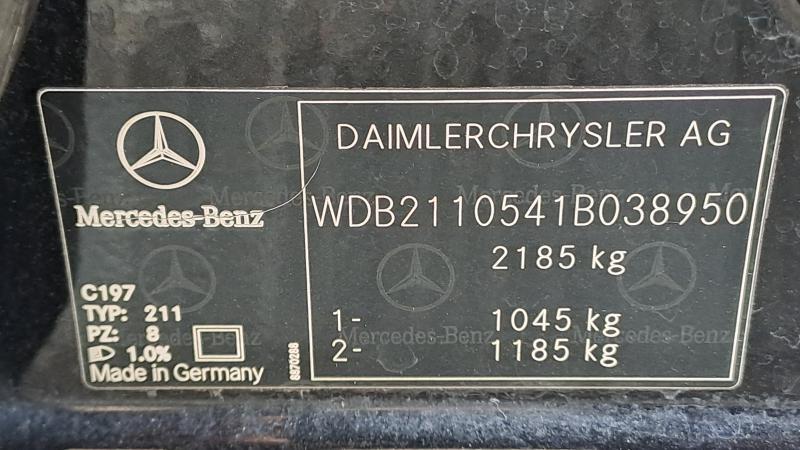 Mercedes-Benz
C197
TYP: 211
PZ: 8
1.0%
Made in Germany
8870288
DAIMLERCHRYSLER AG
WDB2110541B038950
2185 kg
1- 1045 kg
2- 1185 kg